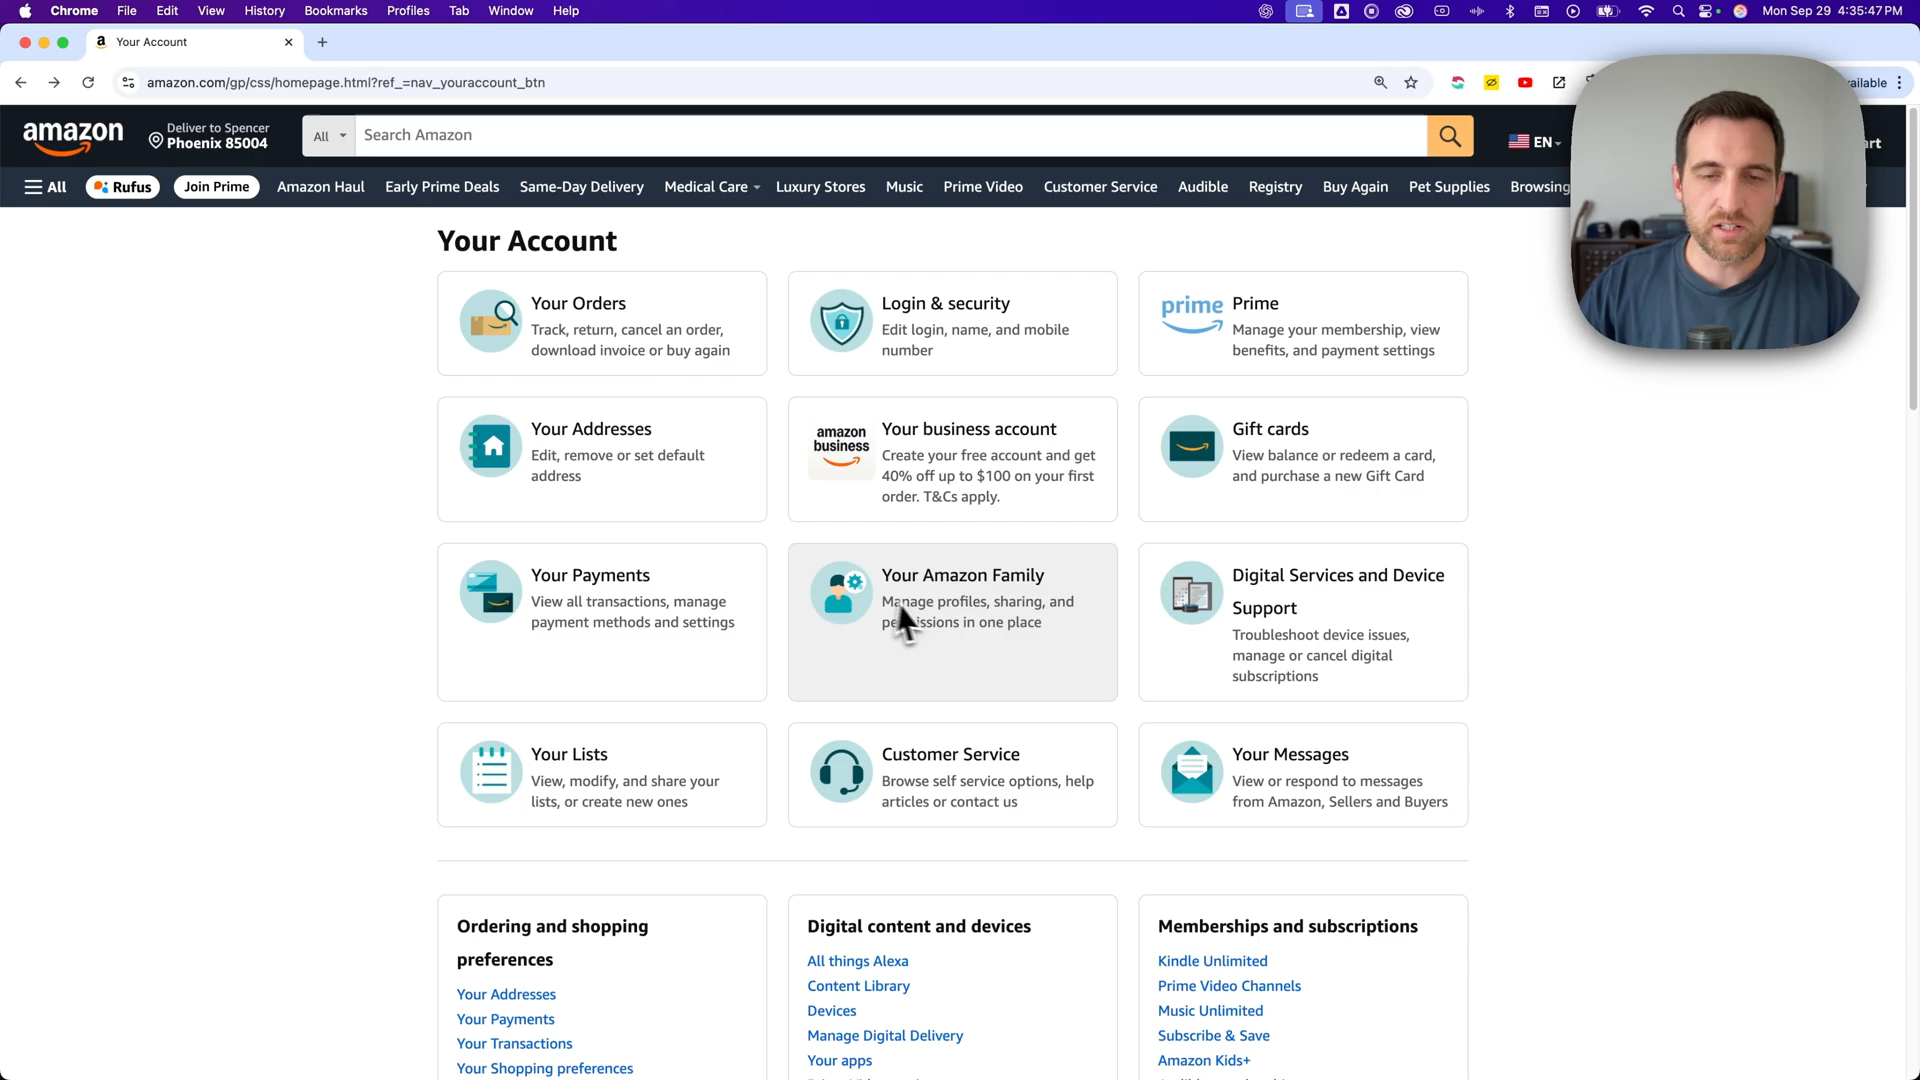 Chrome File Edit View History Bookmarks Profiles Tab Window Help
Mon Sep 29 4:35:47 PM
Your Account
amazon.com/gp/css/homepage.html?ref_=nav_youraccount_btn
amazon
Deliver to Spencer
Phoenix 85004
All
Search Amazon
EN
All
Rufus
Join Prime
Amazon Haul
Early Prime Deals
Same-Day Delivery
Medical Care
Luxury Stores
Music
Prime Video
Customer Service
Audible
Registry
Buy Again
Pet Supplies
Browsing
Your Account
Your Orders
Track, return, cancel an order,
download invoice or buy again
Login & security
Edit login, name, and mobile
number
prime
Prime
Manage your membership, view
benefits, and payment settings
Your Addresses
Edit, remove or set default
address
amazon
business
Your business account
Create your free account and get
40% off up to $100 on your first
order. T&Cs apply.
Gift cards
View balance or redeem a card,
and purchase a new Gift Card
Your Payments
View all transactions, manage
payment methods and settings
Your Amazon Family
Manage profiles, sharing, and
permissions in one place
Digital Services and Device
Support
Troubleshoot device issues,
manage or cancel digital
subscriptions
Your Lists
View, modify, and share your
lists, or create new ones
Customer Service
Browse self service options, help
articles or contact us
Your Messages
View or respond to messages
from Amazon, Sellers and Buyers
Ordering and shopping
preferences
Your Addresses
Your Payments
Your Transactions
Your Shopping preferences
Digital content and devices
All things Alexa
Content Library
Devices
Manage Digital Delivery
Your apps
Memberships and subscriptions
Kindle Unlimited
Prime Video Channels
Music Unlimited
Subscribe & Save
Amazon Kids+